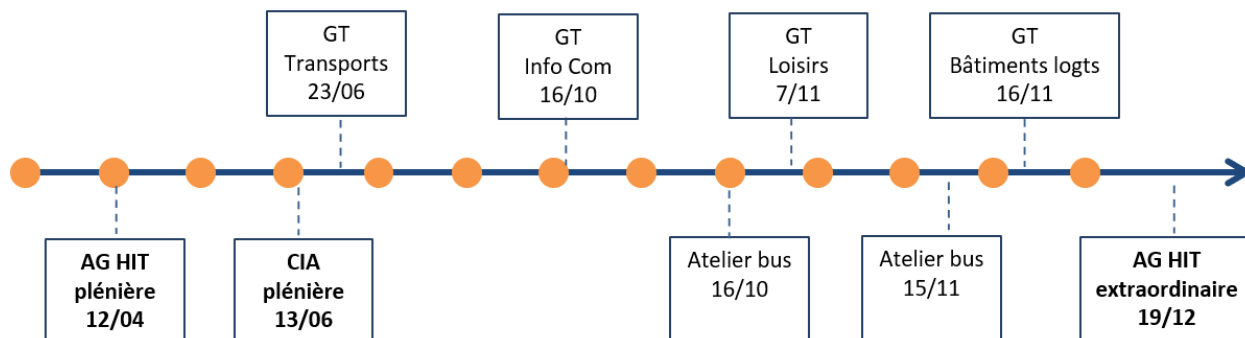 GT
Transports
23/06
GT
Info Com
16/10
GT
Loisirs
7/11
GT
Bâtiments logts
16/11
AG HIT
plénière
12/04
CIA
plénière
13/06
Atelier bus
16/10
Atelier bus
15/11
AG HIT
extraordinaire
19/12